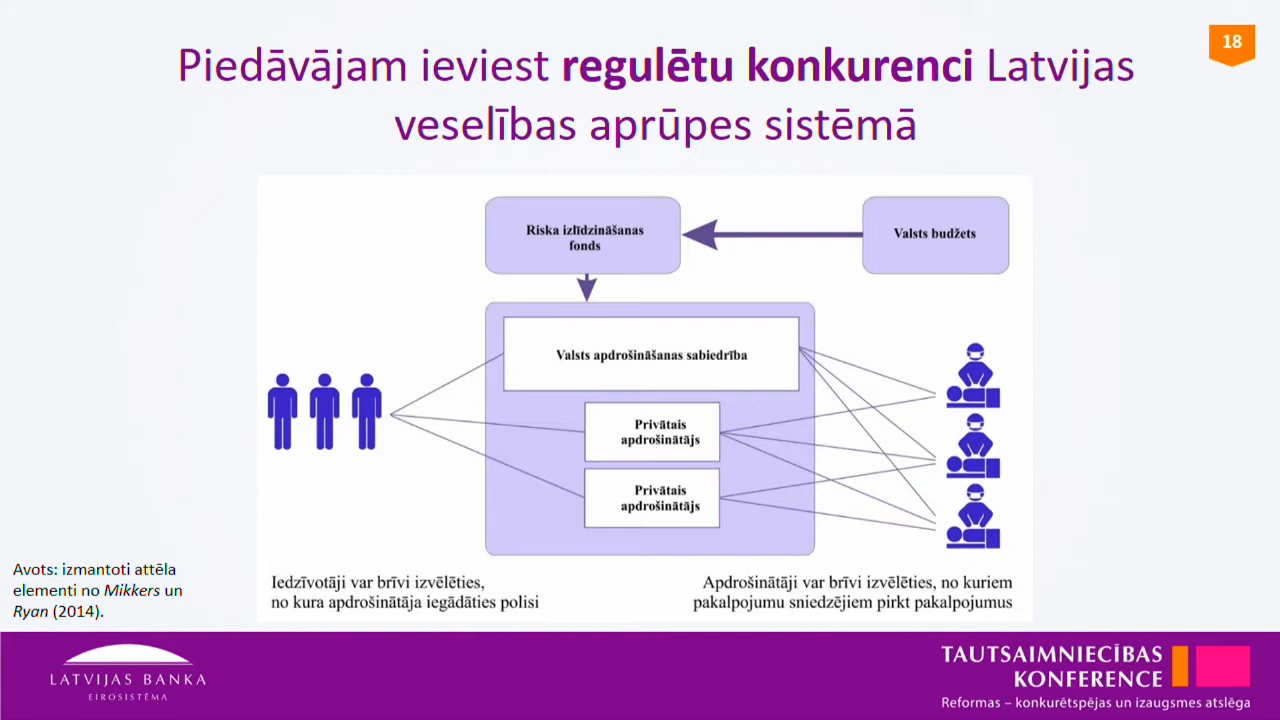 18
Piedāvājam ieviest regulētu konkurenci Latvijas
veselības aprūpes sistēmā
Riska izlīdzināšanas
fonds
Valsts budžets
Valsts apdrošināšanas sabiedrība
Privātais
apdrošinātājs
Privātais
apdrošinātājs
Iedzīvotāji var brīvi izvēlēties,
no kura apdrošinātāja iegādāties polisi
Apdrošinātāji var brīvi izvēlēties, no kuriem
pakalpojumu sniedzējiem pirkt pakalpojumus
Avots: izmantoti attēla
elementi no Mikkers un
Ryan (2014).
LATVIJAS BANKA
EIROSISTĒMA
TAUTSAIMNIECĪBAS
KONFERENCE
Reformas – konkurētspējas un izaugsmes atslēga